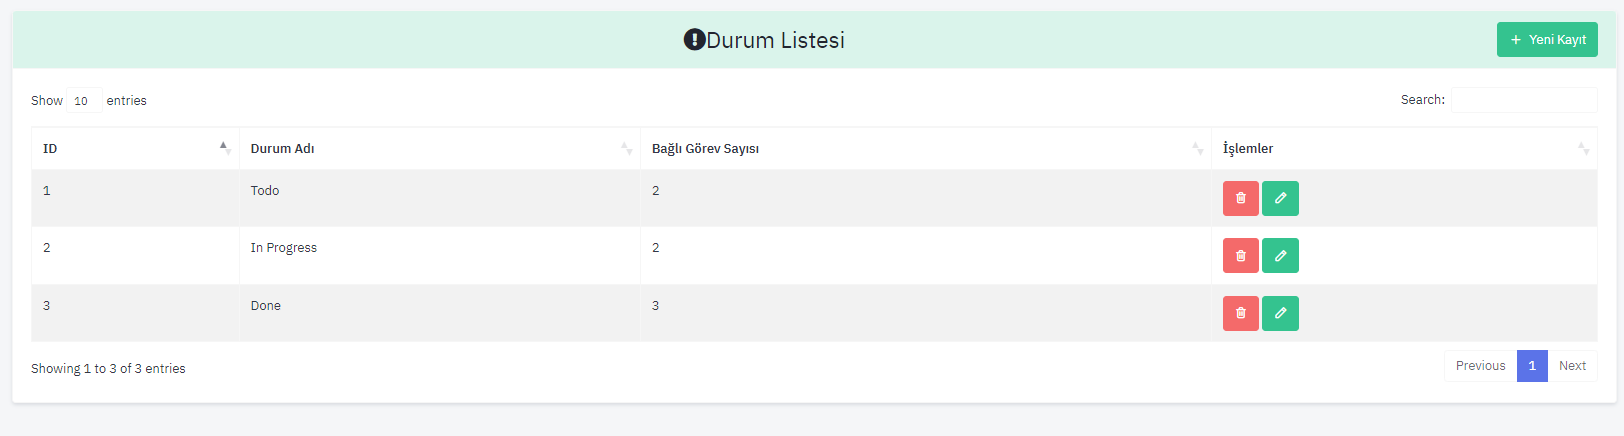 Durum Listesi
+ Yeni Kayıt
Show 10 entries
Search:
ID Durum Adı Bağlı Görev Sayısı İşlemler
1 Todo 2
2 In Progress 2
3 Done 3
Showing 1 to 3 of 3 entries
Previous 1 Next